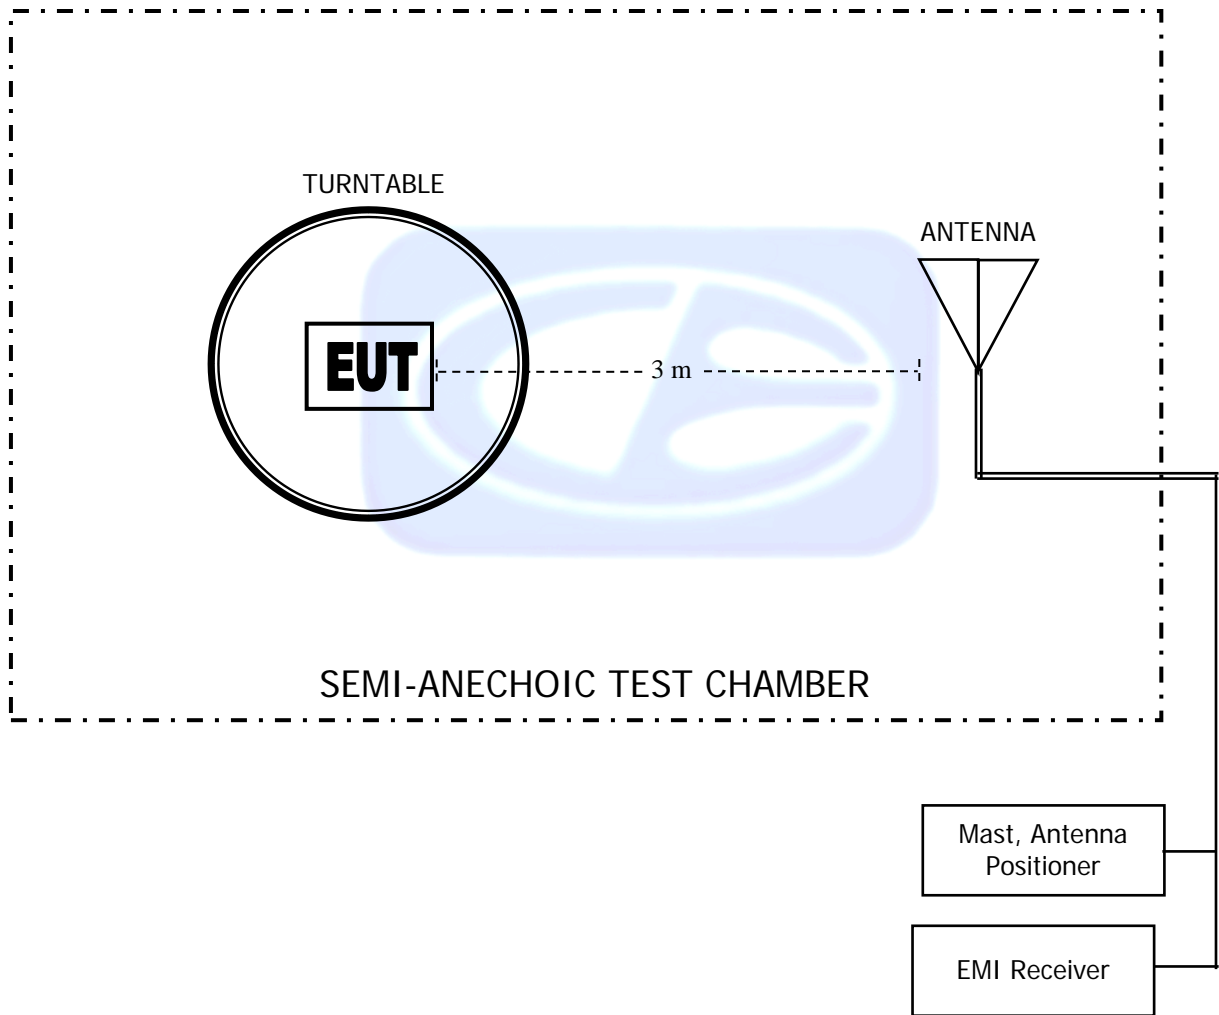 TURNTABLE
ANTENNA
EUT
3 m
SEMI-ANECHOIC TEST CHAMBER
Mast, Antenna
Positioner
EMI Receiver